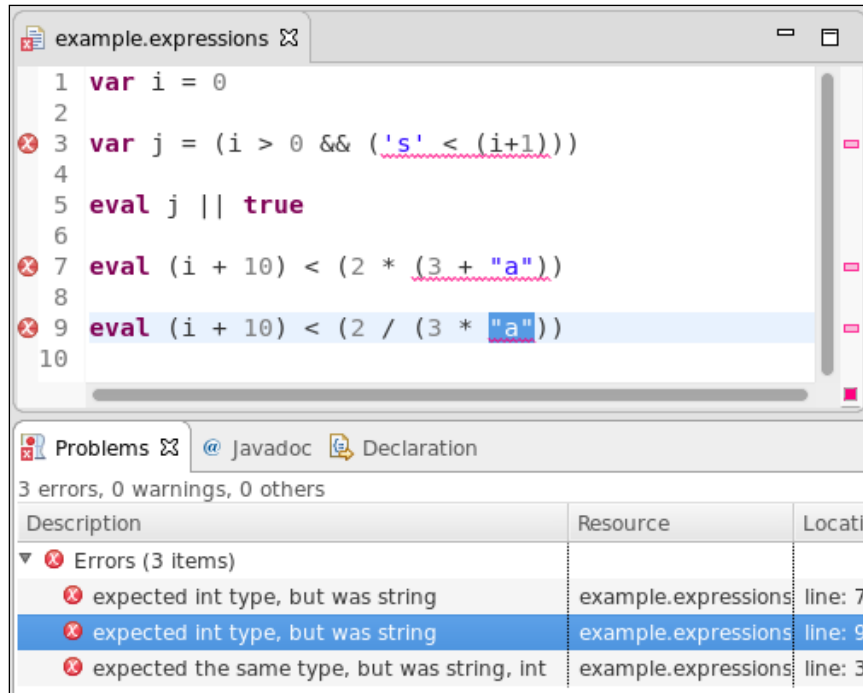 example.expressions
1 var i = 0
2
3 var j = (i > 0 && ('s' < (i+1)))
4
5 eval j || true
6
7 eval (i + 10) < (2 * (3 + "a"))
8
9 eval (i + 10) < (2 / (3 * "a"))
10
Problems @ Javadoc Declaration
3 errors, 0 warnings, 0 others
Description Resource Locati
Errors (3 items)
expected int type, but was string example.expressions line: 7
expected int type, but was string example.expressions line: 9
expected the same type, but was string, int example.expressions line: 3